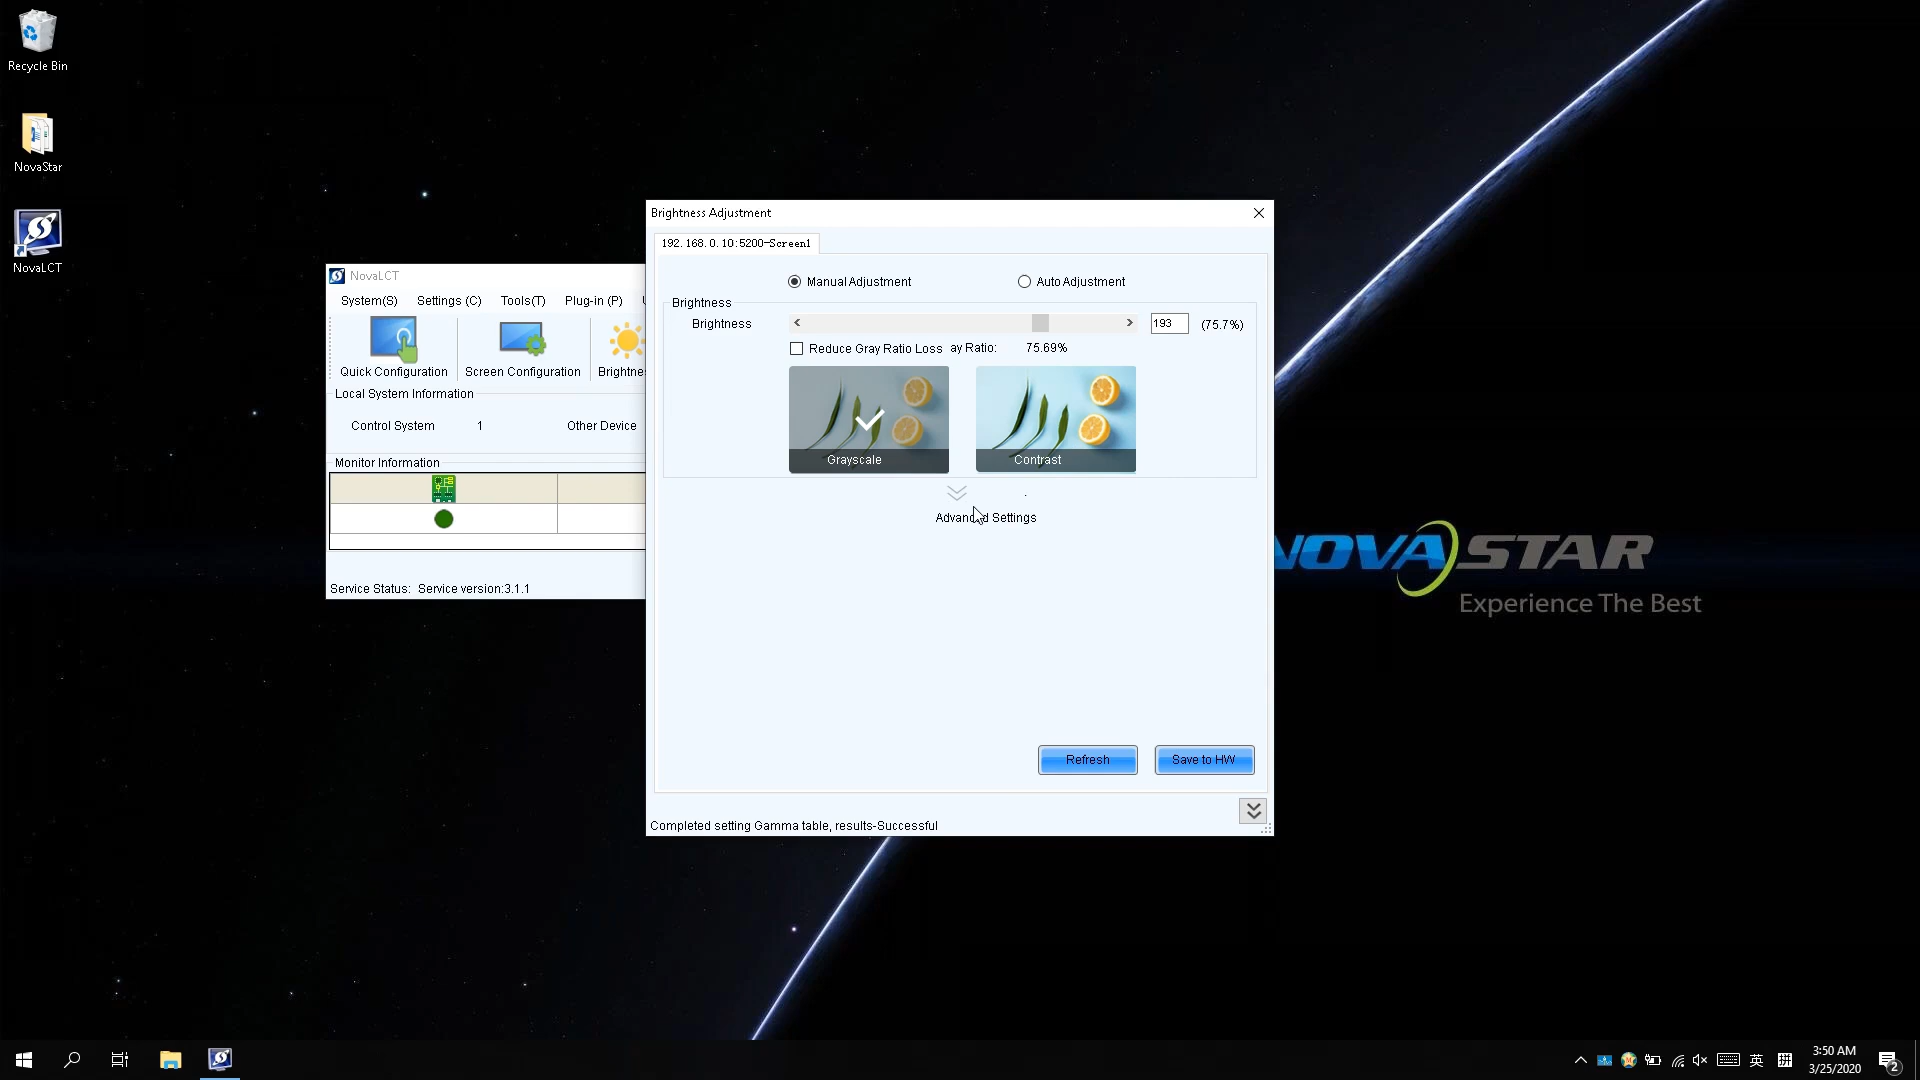 Recycle Bin
NovaStar
NovaLCT
NovaLCT
System(S) Settings (C) Tools(T) Plug-in (P)
Quick Configuration Screen Configuration Brightne
Local System Information
Control System 1 Other Device
Monitor Information
Service Status: Service version:3.1.1
Brightness Adjustment
192.168.0.10:5200-Screen1
Manual Adjustment Auto Adjustment
Brightness
Brightness 193 (75.7%)
Reduce Gray Ratio Loss ay Ratio: 75.69%
Grayscale Contrast
Advanced Settings
Refresh Save to HW
Completed setting Gamma table, results-Successful
NOVASTAR
Experience The Best
英 拼
3:50 AM
3/25/2020
2